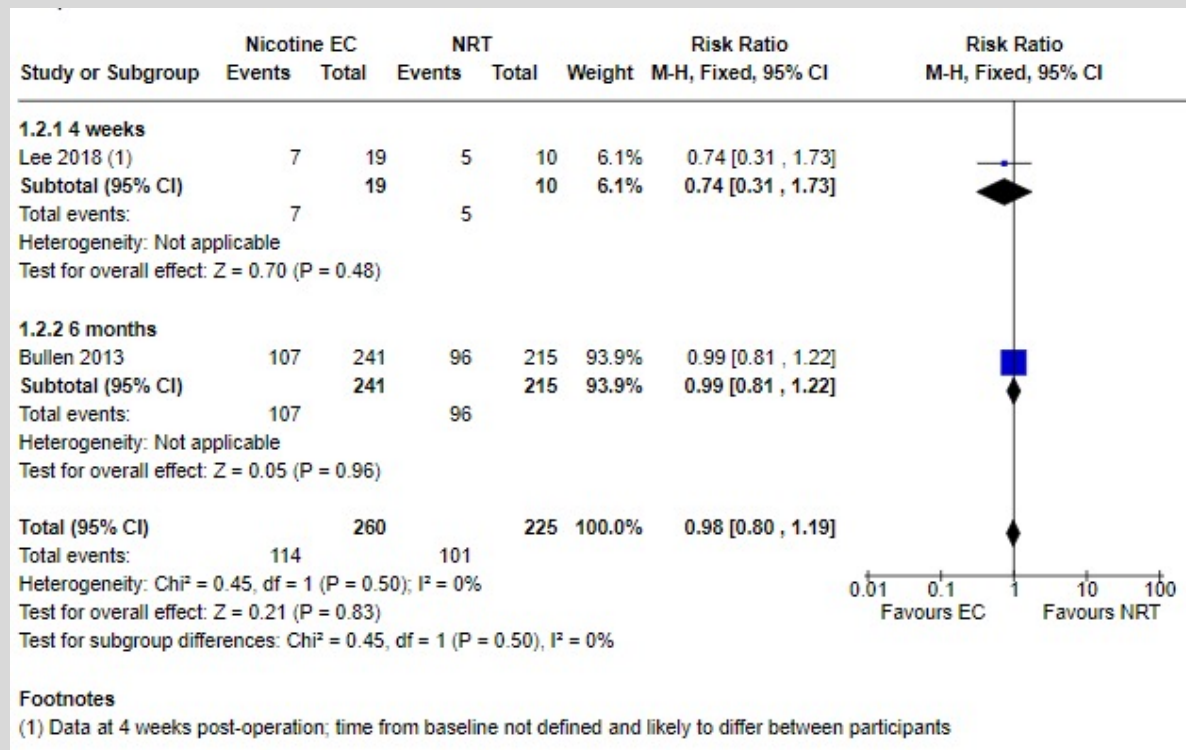 Nicotine EC NRT Risk Ratio Risk Ratio
Study or Subgroup Events Total Events Total Weight M-H, Fixed, 95% CI M-H, Fixed, 95% CI
1.2.1 4 weeks
Lee 2018 (1) 7 19 5 10 6.1% 0.74 [0.31 , 1.73]
Subtotal (95% CI) 19 10 6.1% 0.74 [0.31 , 1.73]
Total events: 7 5
Heterogeneity: Not applicable
Test for overall effect: Z = 0.70 (P = 0.48)
1.2.2 6 months
Bullen 2013 107 241 96 215 93.9% 0.99 [0.81 , 1.22]
Subtotal (95% CI) 241 215 93.9% 0.99 [0.81 , 1.22]
Total events: 107 96
Heterogeneity: Not applicable
Test for overall effect: Z = 0.05 (P = 0.96)
Total (95% CI) 260 225 100.0% 0.98 [0.80 , 1.19]
Total events: 114 101
Heterogeneity: Chi² = 0.45, df = 1 (P = 0.50); I² = 0%
Test for overall effect: Z = 0.21 (P = 0.83)
Test for subgroup differences: Chi² = 0.45, df = 1 (P = 0.50), I² = 0%
0.01 0.1 1 10 100
Favours EC Favours NRT
Footnotes
(1) Data at 4 weeks post-operation; time from baseline not defined and likely to differ between participants